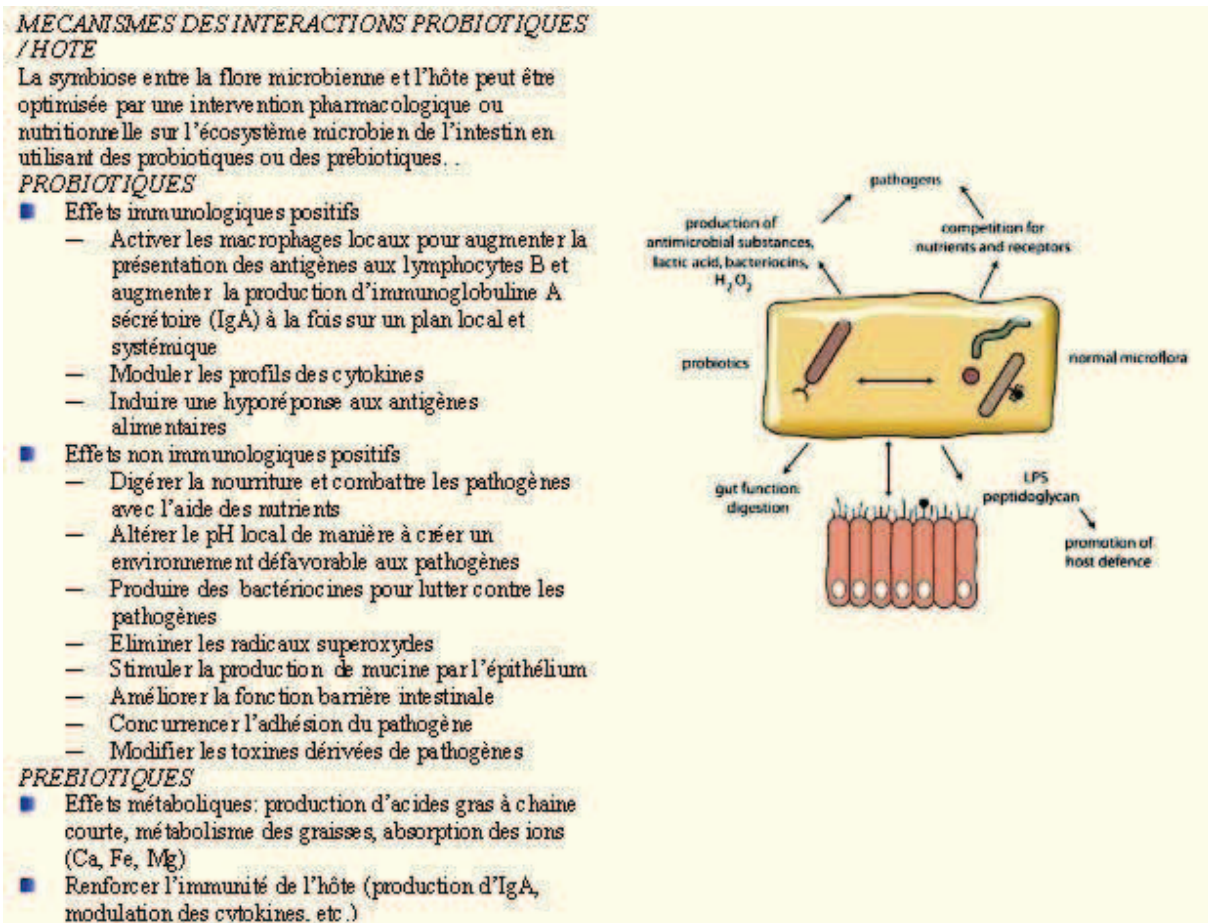 MECANISMES DES INTERACTIONS PROBIOTIQUES
/ HOTE
La symbiose entre la flore microbienne et l'hôte peut être
optimisée par une intervention pharmacologique ou
nutritionnelle sur l'écosystème microbien de l'intestin en
utilisant des probiotiques ou des prébiotiques. .
PROBIOTIQUES
Effets immunologiques positifs
— Activer les macrophages locaux pour augmenter la
présentation des antigènes aux lymphocytes B et
augmenter la production d'immunoglobuline A
sécrétoire (IgA) à la fois sur un plan local et
systémique
— Moduler les profils des cytokines
— Induire une hyporéponse aux antigènes
alimentaires
Effets non immunologiques positifs
— Digérer la nourriture et combattre les pathogènes
avec l'aide des nutrients
— Altérer le pH local de manière à créer un
environnement défavorable aux pathogènes
— Produire des bactériocines pour lutter contre les
pathogènes
— Eliminer les radicaux superoxydes
— Stimuler la production de mucine par l'épithélium
— Améliorer la fonction barrière intestinale
— Concurrencer l'adhésion du pathogène
— Modifier les toxines dérivées de pathogènes
PREBIOTIQUES
Effets métaboliques: production d'acides gras à chaine
courte, métabolisme des graisses, absorption des ions
(Ca, Fe, Mg)
Renforcer l'immunité de l'hôte (production d'IgA,
modulation des cytokines, etc.)
pathogens
production of
antimicrobial substances,
lactic acid, bacteriocins,
H2O2
competition for
nutrients and receptors
probiotics
normal microflora
gut function:
digestion
LPS
peptidoglycan
promotion of
host defence